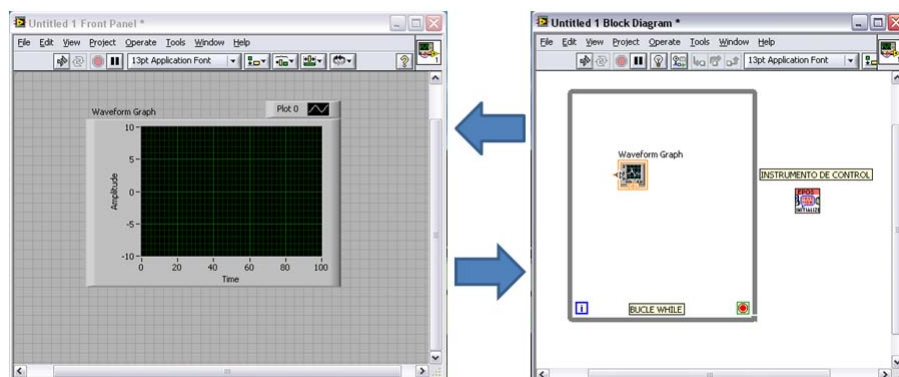 Untitled 1 Front Panel *
File Edit View Project Operate Tools Window Help
13pt Application Font
Waveform Graph
Plot 0
10
5
0
-5
-10
Amplitude
0 20 40 60 80 100
Time
Untitled 1 Block Diagram *
File Edit View Project Operate Tools Window Help
13pt Application Font
Waveform Graph
INSTRUMENTO DE CONTROL
EPOS
INITIALIZE
i
BUCLE WHILE